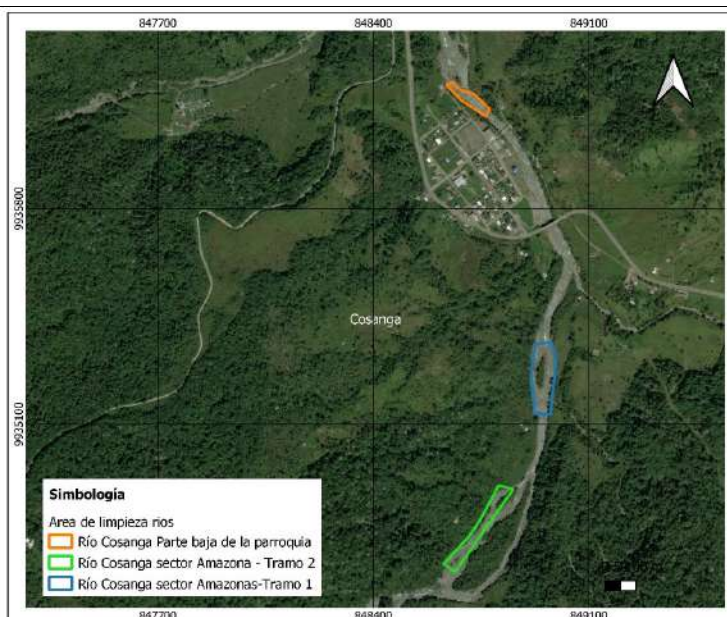 847700 848400 849100
9935800
Cosanga
9935100
Simbología
Area de limpieza rios
Río Cosanga Parte baja de la parroquia
Río Cosanga sector Amazona - Tramo 2
Río Cosanga sector Amazonas-Tramo 1
847700 848400 849100